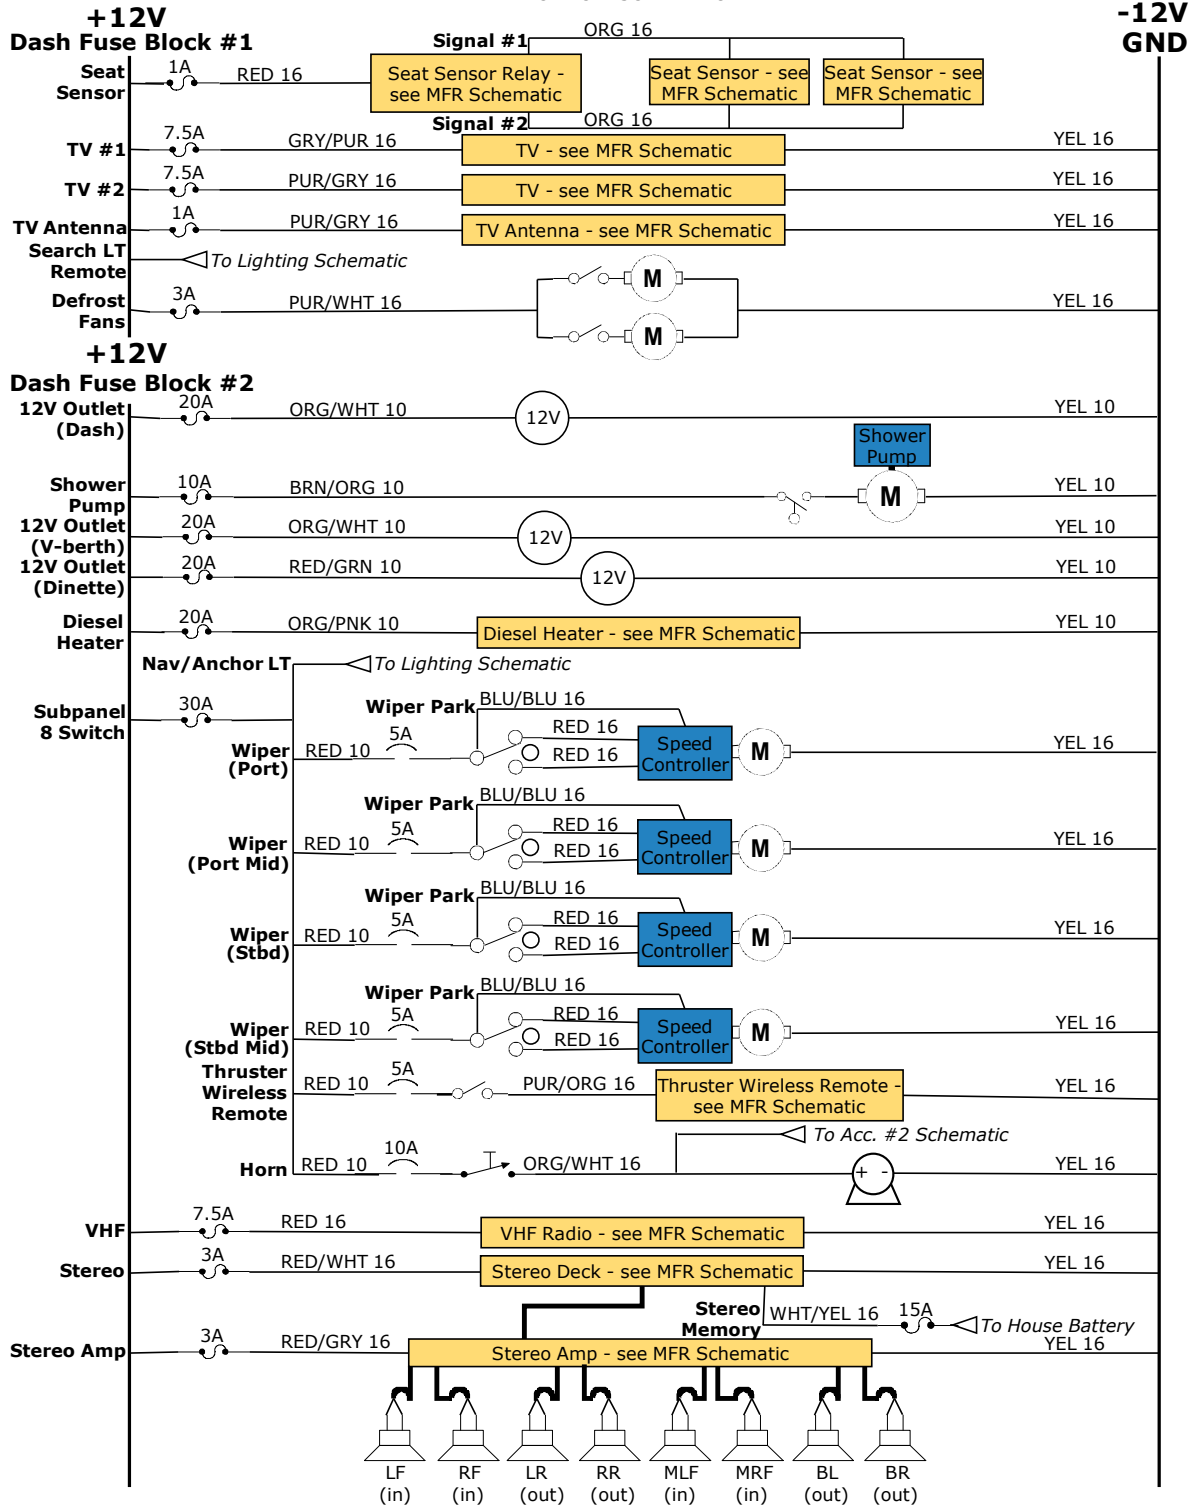 +12V
-12V
Dash Fuse Block #1
GND
Signal #1
ORG 16
Seat
Sensor
1A
RED 16
Seat Sensor Relay -
see MFR Schematic
Seat Sensor - see
MFR Schematic
Seat Sensor - see
MFR Schematic
Signal #2
ORG 16
TV #1
7.5A
GRY/PUR 16
TV - see MFR Schematic
YEL 16
TV #2
7.5A
PUR/GRY 16
TV - see MFR Schematic
YEL 16
TV Antenna
1A
PUR/GRY 16
TV Antenna - see MFR Schematic
YEL 16
Search LT
Remote
To Lighting Schematic
Defrost
Fans
3A
PUR/WHT 16
M
M
YEL 16
+12V
Dash Fuse Block #2
12V Outlet
(Dash)
20A
ORG/WHT 10
12V
YEL 10
Shower
Pump
Shower
Pump
10A
BRN/ORG 10
M
YEL 10
12V Outlet
(V-berth)
20A
ORG/WHT 10
12V
YEL 10
12V Outlet
(Dinette)
20A
RED/GRN 10
12V
YEL 10
Diesel
Heater
20A
ORG/PNK 10
Diesel Heater - see MFR Schematic
YEL 10
Nav/Anchor LT
To Lighting Schematic
Subpanel
8 Switch
30A
Wiper Park
BLU/BLU 16
Wiper
(Port)
RED 10
5A
RED 16
RED 16
Speed
Controller
M
YEL 16
Wiper Park
BLU/BLU 16
Wiper
(Port Mid)
RED 10
5A
RED 16
RED 16
Speed
Controller
M
YEL 16
Wiper Park
BLU/BLU 16
Wiper
(Stbd)
RED 10
5A
RED 16
RED 16
Speed
Controller
M
YEL 16
Wiper Park
BLU/BLU 16
Wiper
(Stbd Mid)
RED 10
5A
RED 16
RED 16
Speed
Controller
M
YEL 16
Thruster
Wireless
Remote
RED 10
5A
PUR/ORG 16
Thruster Wireless Remote -
see MFR Schematic
YEL 16
To Acc. #2 Schematic
Horn
RED 10
10A
ORG/WHT 16
+ -
YEL 16
VHF
7.5A
RED 16
VHF Radio - see MFR Schematic
YEL 16
Stereo
3A
RED/WHT 16
Stereo Deck - see MFR Schematic
YEL 16
Stereo
Memory
WHT/YEL 16
15A
To House Battery
Stereo Amp
3A
RED/GRY 16
Stereo Amp - see MFR Schematic
YEL 16
LF
(in)
RF
(in)
LR
(out)
RR
(out)
MLF
(in)
MRF
(in)
BL
(out)
BR
(out)